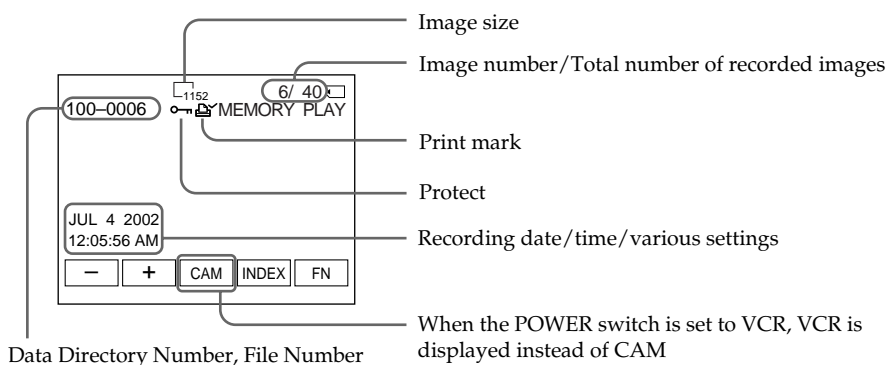 Image size
Image number/Total number of recorded images
1152
6/ 40
100–0006
MEMORY PLAY
Print mark
Protect
JUL 4 2002
12:05:56 AM
Recording date/time/various settings
– + CAM INDEX FN
When the POWER switch is set to VCR, VCR is
displayed instead of CAM
Data Directory Number, File Number